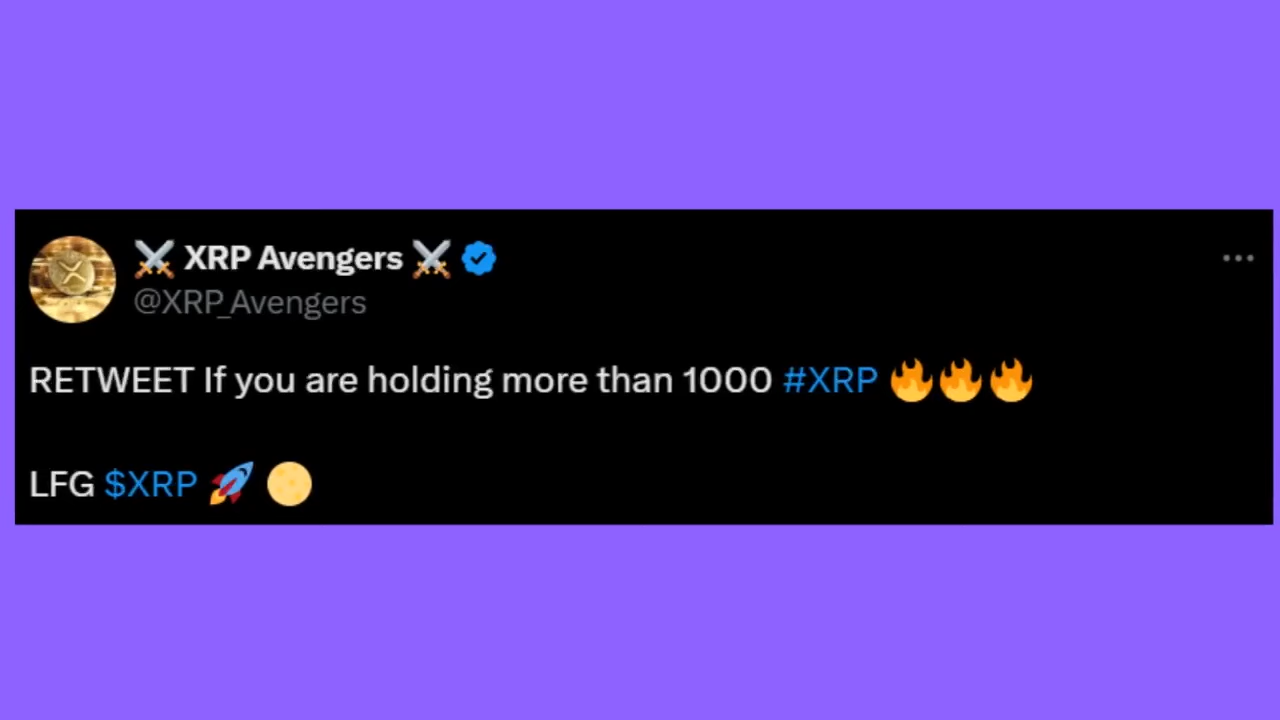 ⚔️ XRP Avengers ⚔️
@XRP_Avengers
RETWEET If you are holding more than 1000 #XRP 🔥🔥🔥
LFG $XRP 🚀 🌕